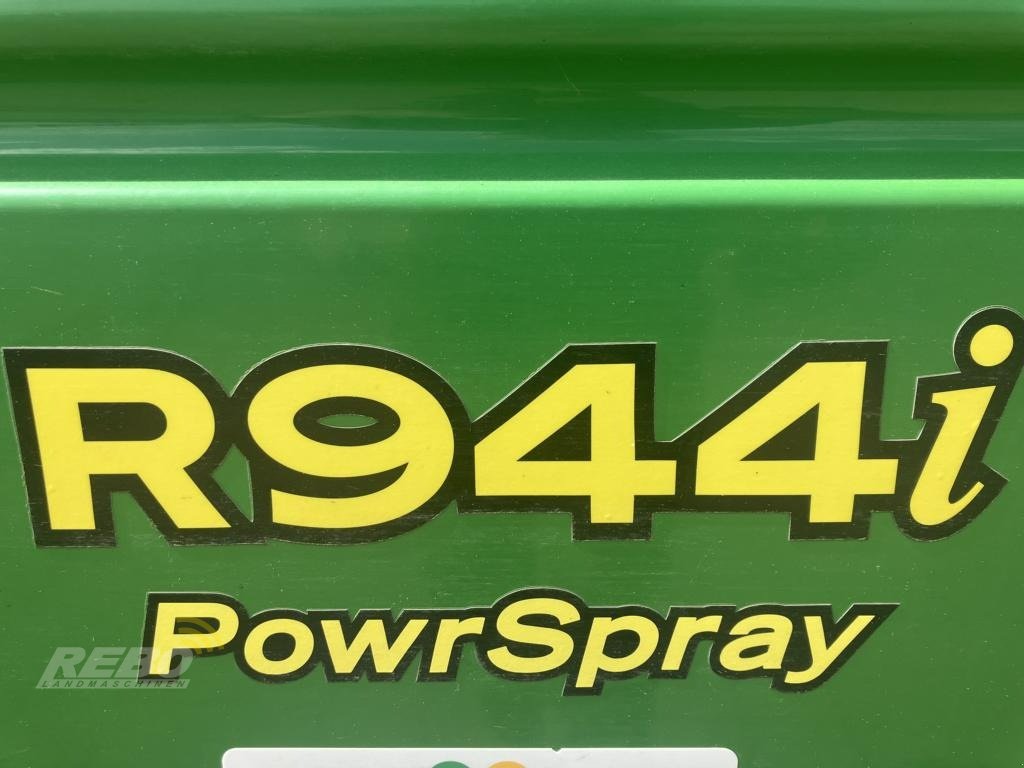 R944i
PowrSpray
REBO
LANDMASCHINEN